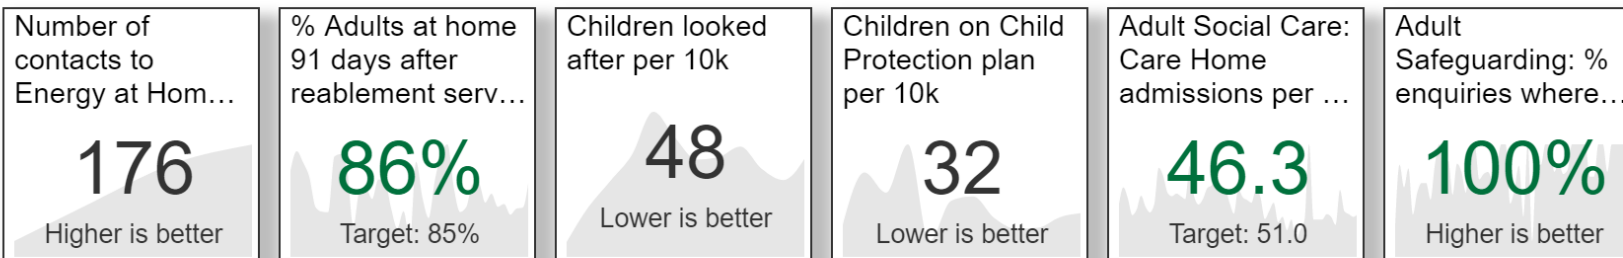 Number of
contacts to
Energy at Hom...
176
Higher is better
% Adults at home
91 days after
reablement serv...
86%
Target: 85%
Children looked
after per 10k
48
Lower is better
Children on Child
Protection plan
per 10k
32
Lower is better
Adult Social Care:
Care Home
admissions per ...
46.3
Target: 51.0
Adult
Safeguarding: %
enquiries where...
100%
Higher is better